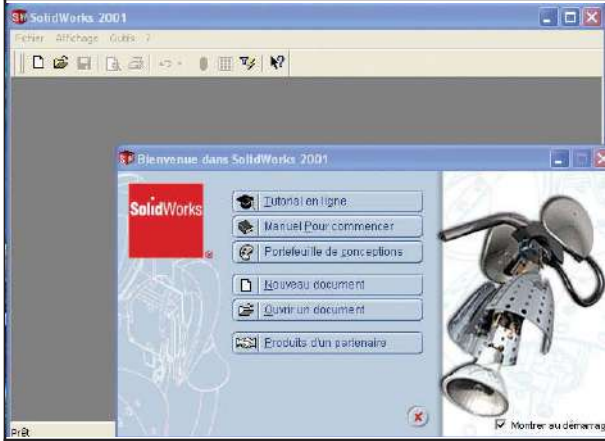 SolidWorks 2001
Fichier Affichage Outils ?
Bienvenue dans SolidWorks 2001
SolidWorks
Tutorial en ligne
Manuel Pour commencer
Portefeuille de conceptions
Nouveau document
Ouvrir un document
Produits d'un partenaire
Montrer au démarrag
Prêt